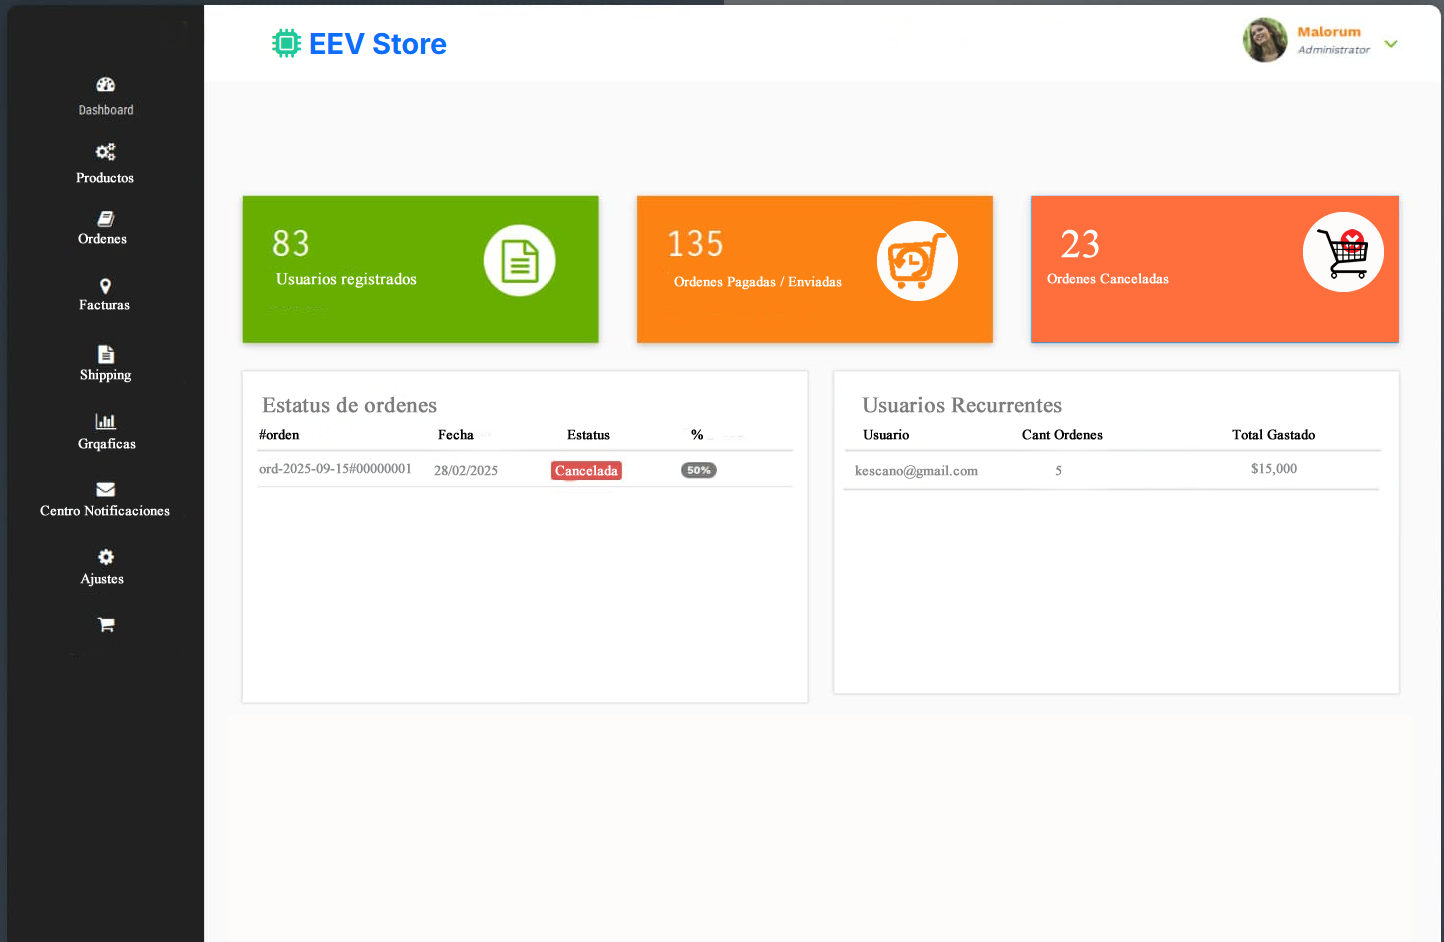 EEV Store
Malorum
Administrator
Dashboard
Productos
Ordenes
Facturas
Shipping
Grqaficas
Centro Notificaciones
Ajustes
83
Usuarios registrados
135
Ordenes Pagadas / Enviadas
23
Ordenes Canceladas
Estatus de ordenes
#orden Fecha Estatus %
ord-2025-09-15#00000001 28/02/2025 Cancelada 50%
Usuarios Recurrentes
Usuario Cant Ordenes Total Gastado
kescano@gmail.com 5 $15,000